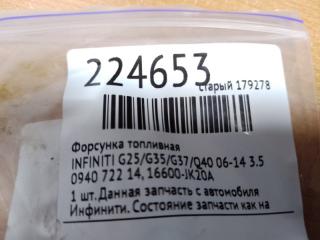 224653
старый 179278
Форсунка топливная
INFINITI G25/G35/G37/Q40 06-14 3.5
0940 722 14, 16600-JK20A
1 шт. Данная запчасть с автомобиля
Инфинити. Состояние запчасти как на